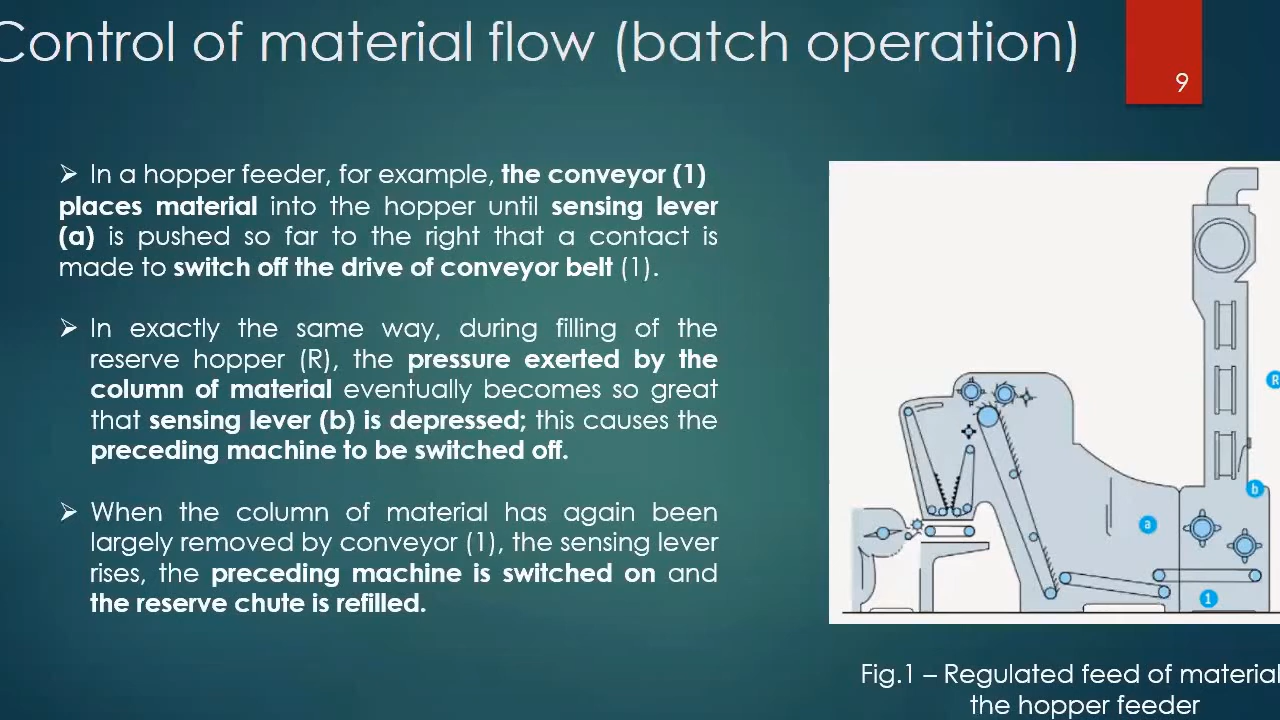 Control of material flow (batch operation)
9
➢ In a hopper feeder, for example, the conveyor (1)
places material into the hopper until sensing lever
(a) is pushed so far to the right that a contact is
made to switch off the drive of conveyor belt (1).
➢ In exactly the same way, during filling of the
reserve hopper (R), the pressure exerted by the
column of material eventually becomes so great
that sensing lever (b) is depressed; this causes the
preceding machine to be switched off.
➢ When the column of material has again been
largely removed by conveyor (1), the sensing lever
rises, the preceding machine is switched on and
the reserve chute is refilled.
R
b
a
1
Fig.1 – Regulated feed of material
the hopper feeder